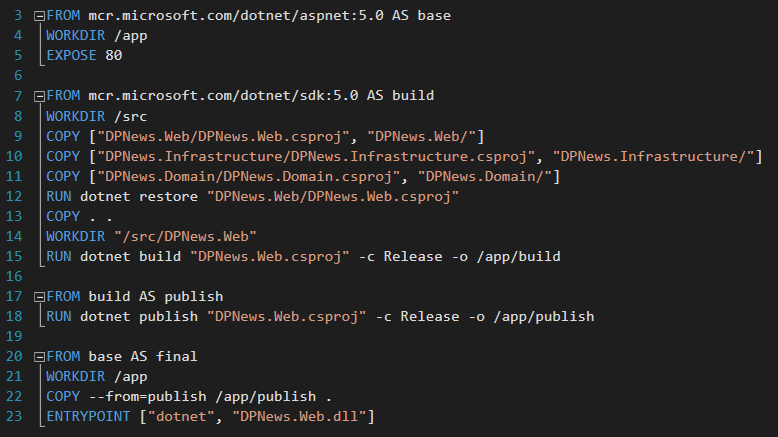 3 FROM mcr.microsoft.com/dotnet/aspnet:5.0 AS base
4 WORKDIR /app
5 EXPOSE 80
6
7 FROM mcr.microsoft.com/dotnet/sdk:5.0 AS build
8 WORKDIR /src
9 COPY ["DPNews.Web/DPNews.Web.csproj", "DPNews.Web/"]
10 COPY ["DPNews.Infrastructure/DPNews.Infrastructure.csproj", "DPNews.Infrastructure/"]
11 COPY ["DPNews.Domain/DPNews.Domain.csproj", "DPNews.Domain/"]
12 RUN dotnet restore "DPNews.Web/DPNews.Web.csproj"
13 COPY . .
14 WORKDIR "/src/DPNews.Web"
15 RUN dotnet build "DPNews.Web.csproj" -c Release -o /app/build
16
17 FROM build AS publish
18 RUN dotnet publish "DPNews.Web.csproj" -c Release -o /app/publish
19
20 FROM base AS final
21 WORKDIR /app
22 COPY --from=publish /app/publish .
23 ENTRYPOINT ["dotnet", "DPNews.Web.dll"]